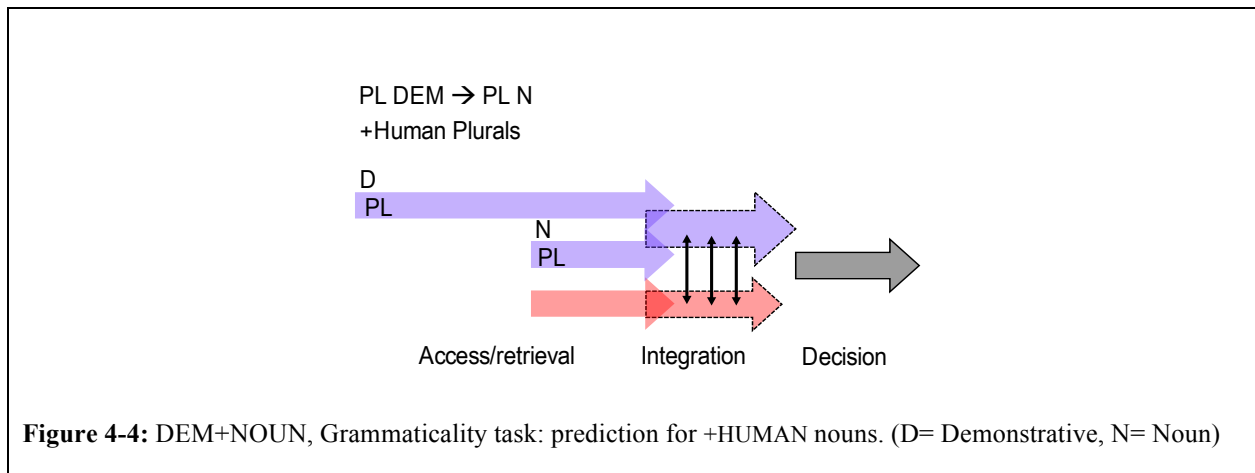 PL DEM → PL N
+Human Plurals
D
PL
N
PL
Access/retrieval Integration Decision
Figure 4-4: DEM+NOUN, Grammaticality task: prediction for +HUMAN nouns. (D= Demonstrative, N= Noun)